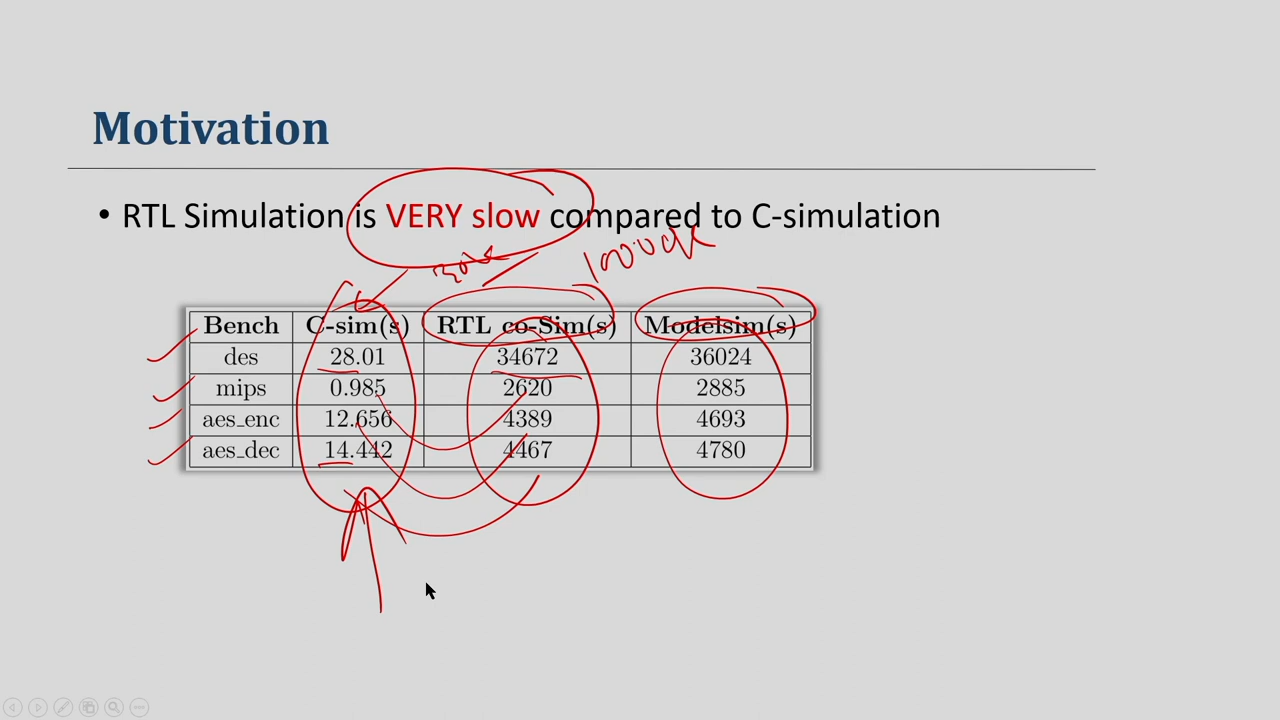 Motivation
• RTL Simulation is VERY slow compared to C-simulation
Bench C-sim(s) RTL co-Sim(s) Modelsim(s)
des 28.01 34672 36024
mips 0.985 2620 2885
aes_enc 12.656 4389 4693
aes_dec 14.442 4467 4780